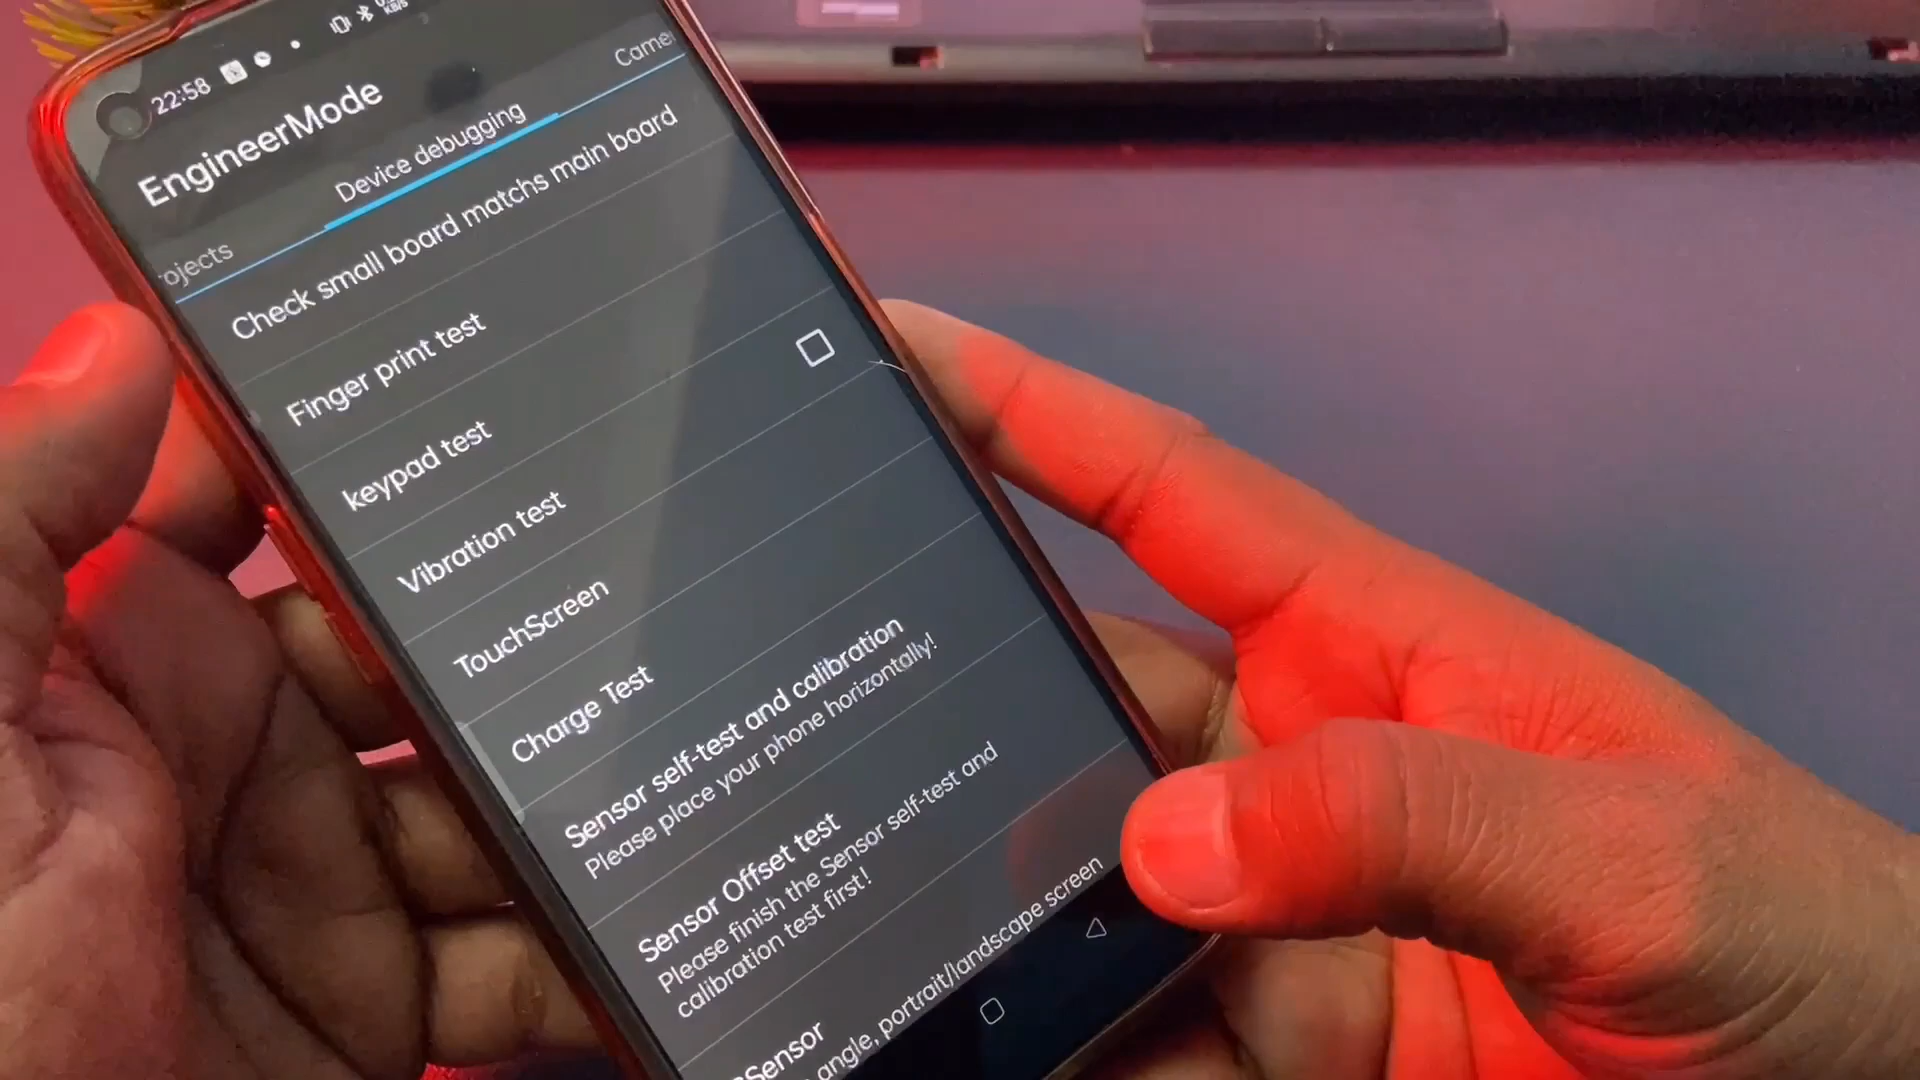 22:58
KB/S
EngineerMode
ojects
Device debugging
Came
Check small board matchs main board
Finger print test
keypad test
Vibration test
TouchScreen
Charge Test
Sensor self-test and calibration
Please place your phone horizontally!
Sensor Offset test
Please finish the Sensor self-test and
calibration test first!
Sensor
angle, portrait/landscape screen